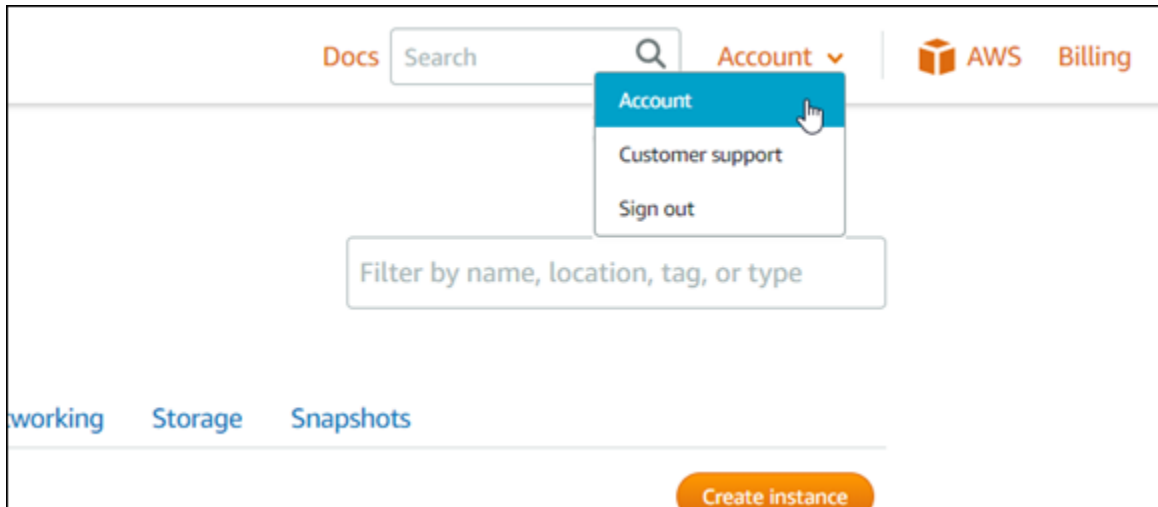 Docs Search Account AWS Billing
Account
Customer support
Sign out
Filter by name, location, tag, or type
tworking Storage Snapshots
Create instance